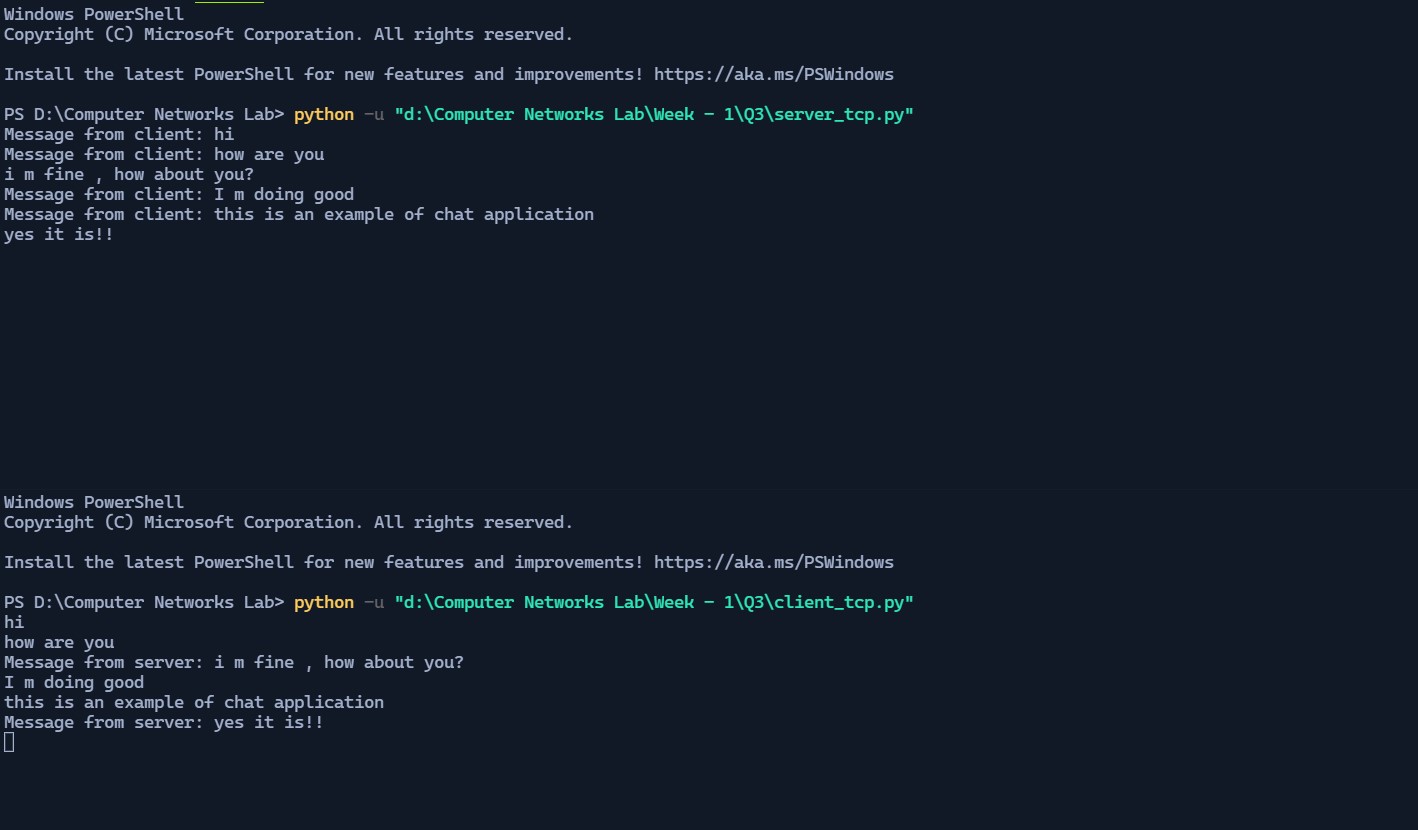 Windows PowerShell
Copyright (C) Microsoft Corporation. All rights reserved.
Install the latest PowerShell for new features and improvements! https://aka.ms/PSWindows
PS D:\Computer Networks Lab> python -u "d:\Computer Networks Lab\Week - 1\Q3\server_tcp.py"
Message from client: hi
Message from client: how are you
i m fine , how about you?
Message from client: I m doing good
Message from client: this is an example of chat application
yes it is!!
Windows PowerShell
Copyright (C) Microsoft Corporation. All rights reserved.
Install the latest PowerShell for new features and improvements! https://aka.ms/PSWindows
PS D:\Computer Networks Lab> python -u "d:\Computer Networks Lab\Week - 1\Q3\client_tcp.py"
hi
how are you
Message from server: i m fine , how about you?
I m doing good
this is an example of chat application
Message from server: yes it is!!